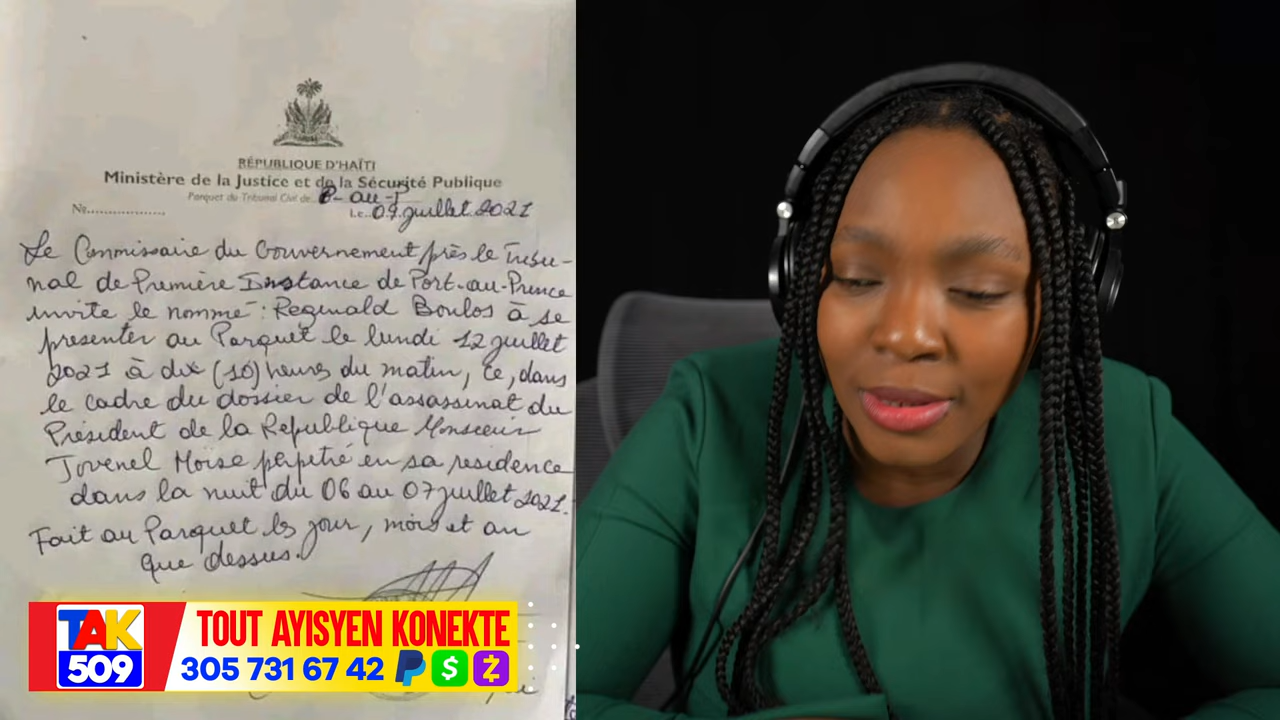 RÉPUBLIQUE D'HAÏTI
Ministère de la Justice et de la Sécurité Publique
Parquet du Tribunal Civil de P-au-P
No.................
Le..09 juillet 2021
Le Commissaire du Gouvernement près le Tribu-
nal de Première Instance de Port-au-Prince
invite le nommé : Réginald Boulos à se
présenter au Parquet le lundi 12 juillet
2021 à dix (10) heures du matin, ce, dans
le cadre du dossier de l'assassinat du
Président de la République Monsieur
Jovenel Moïse perpétré en sa résidence
dans la nuit du 06 au 07 juillet 2021.
Fait au Parquet les jour, mois et an
que dessus.
TAK
509
TOUT AYISYEN KONEKTE
305 731 67 42